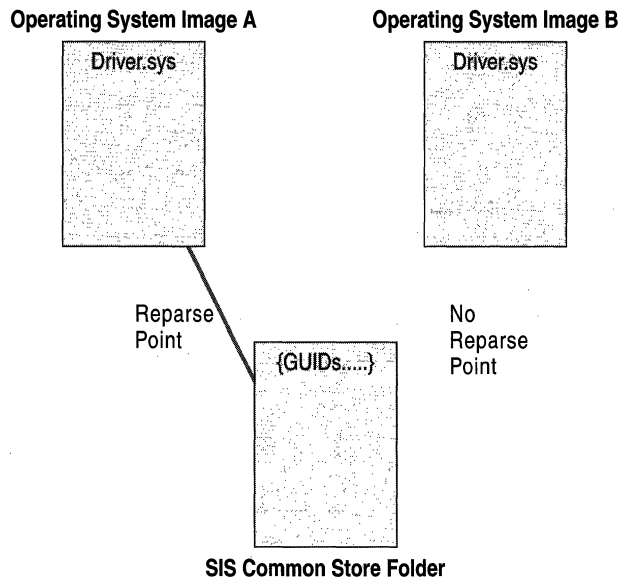 Operating System Image A
Operating System Image B
Driver.sys
Driver.sys
Reparse
Point
No
Reparse
Point
{GUIDs.....}
SIS Common Store Folder